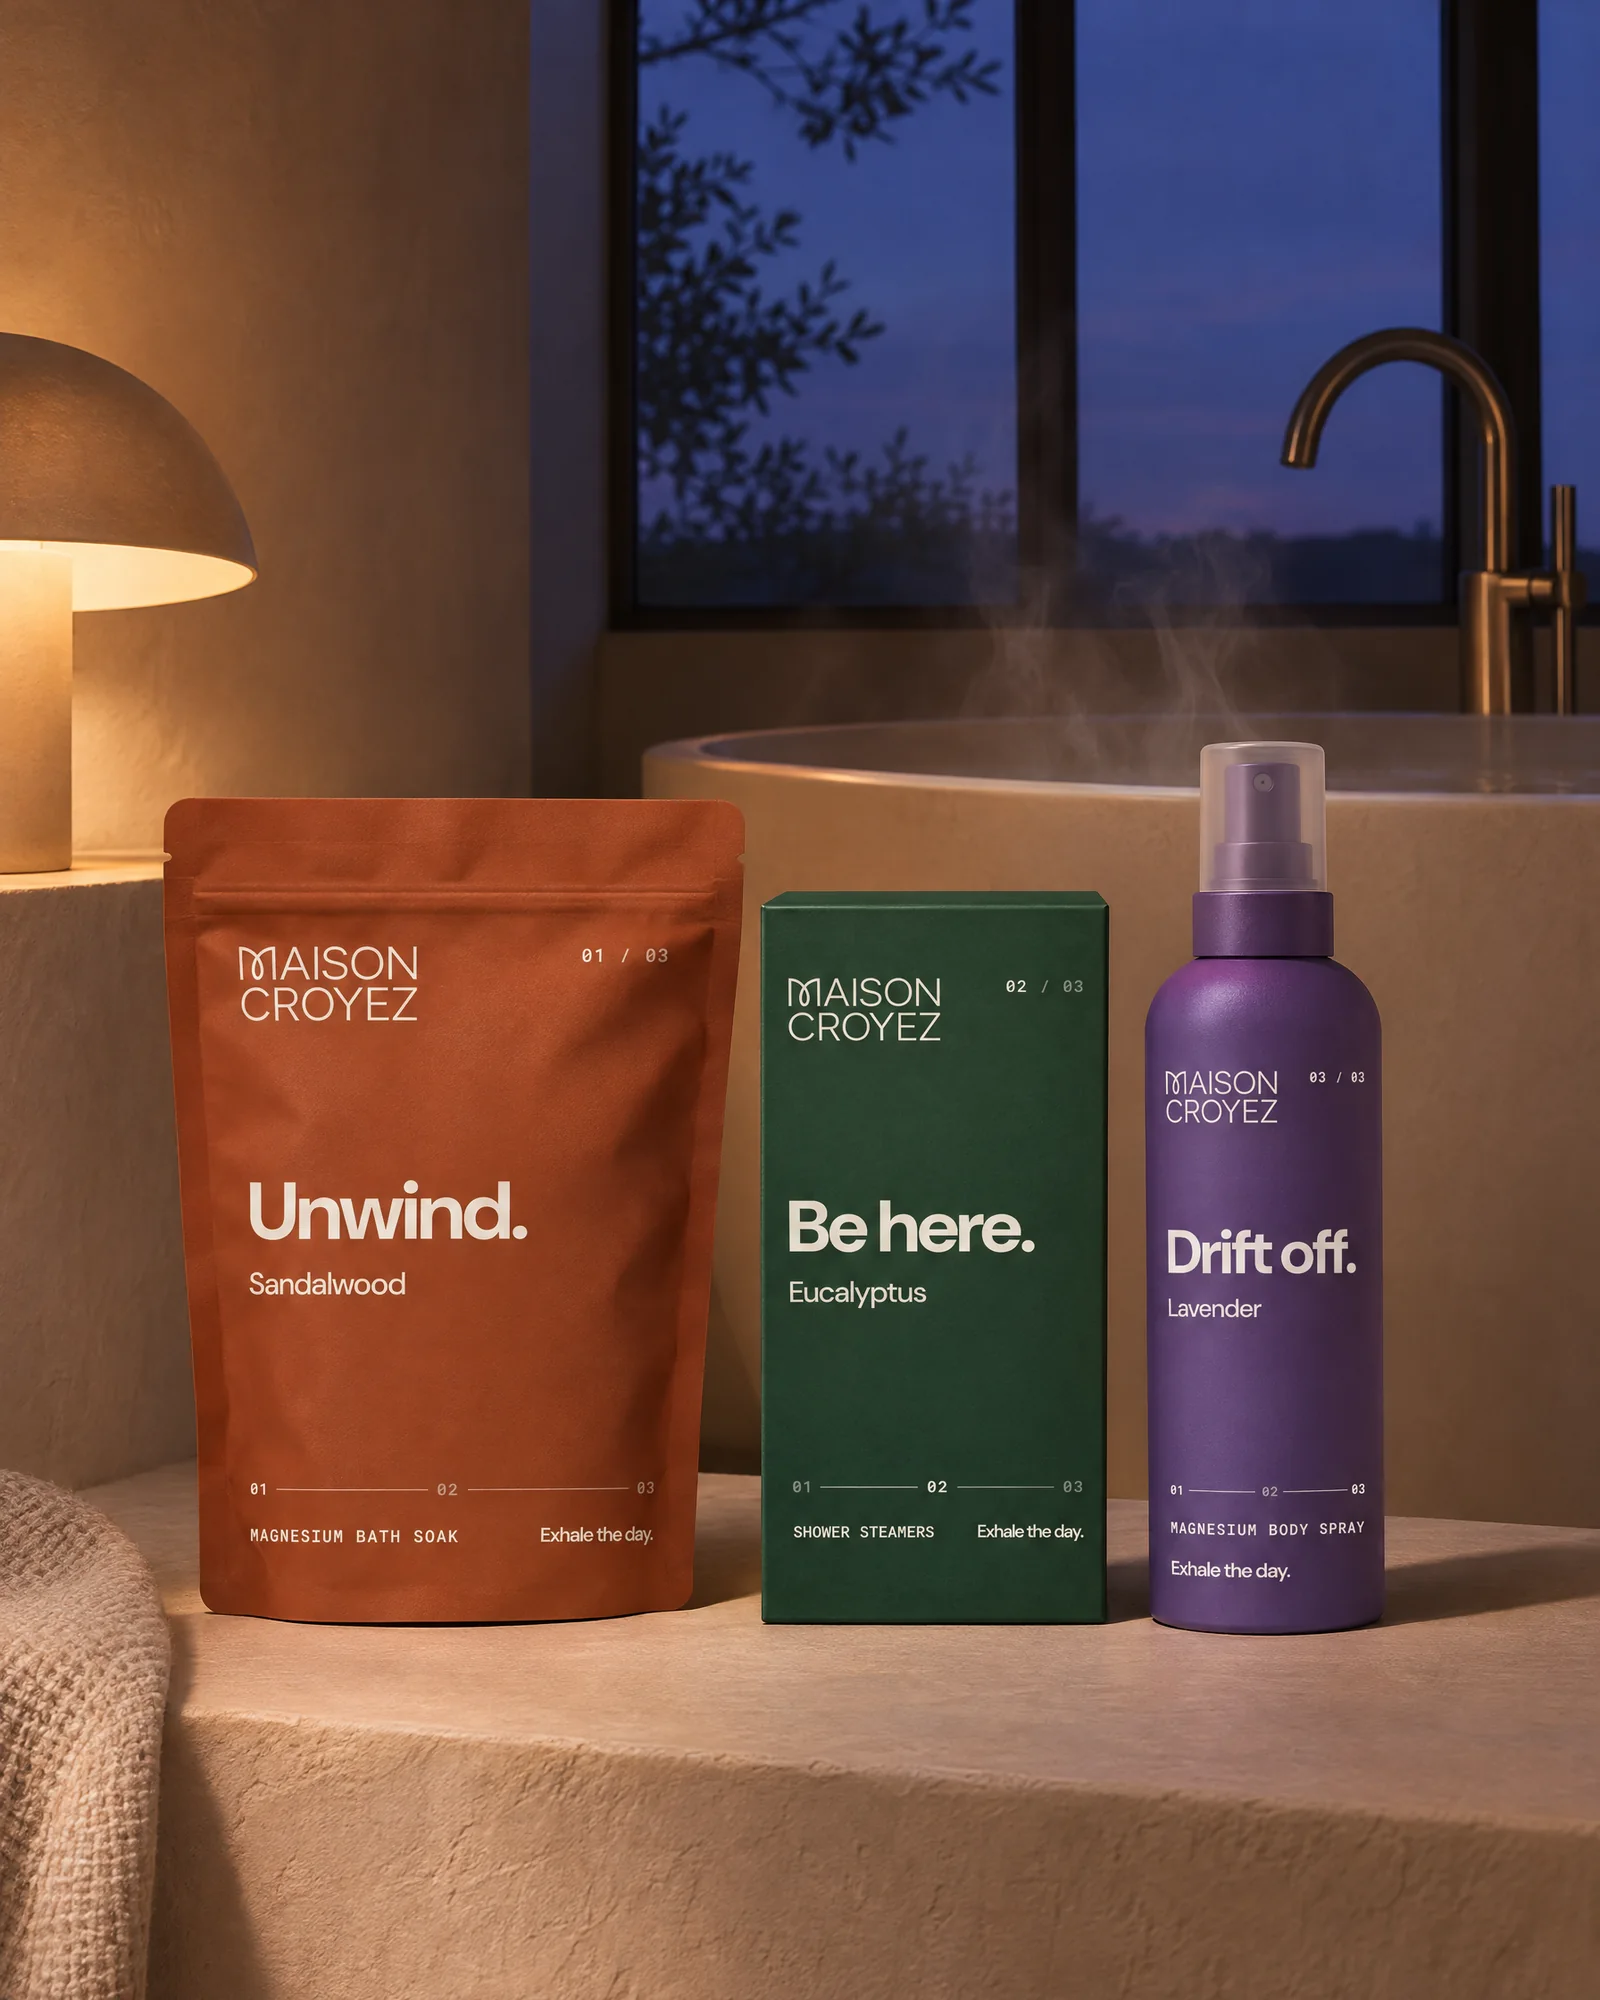 MAISON
CROYEZ
01 / 03
Unwind.
Sandalwood
01 02 03
MAGNESIUM BATH SOAK
Exhale the day.
MAISON
CROYEZ
02 / 03
Be here.
Eucalyptus
01 02 03
SHOWER STEAMERS
Exhale the day.
MAISON
CROYEZ
03 / 03
Drift off.
Lavender
01 02 03
MAGNESIUM BODY SPRAY
Exhale the day.